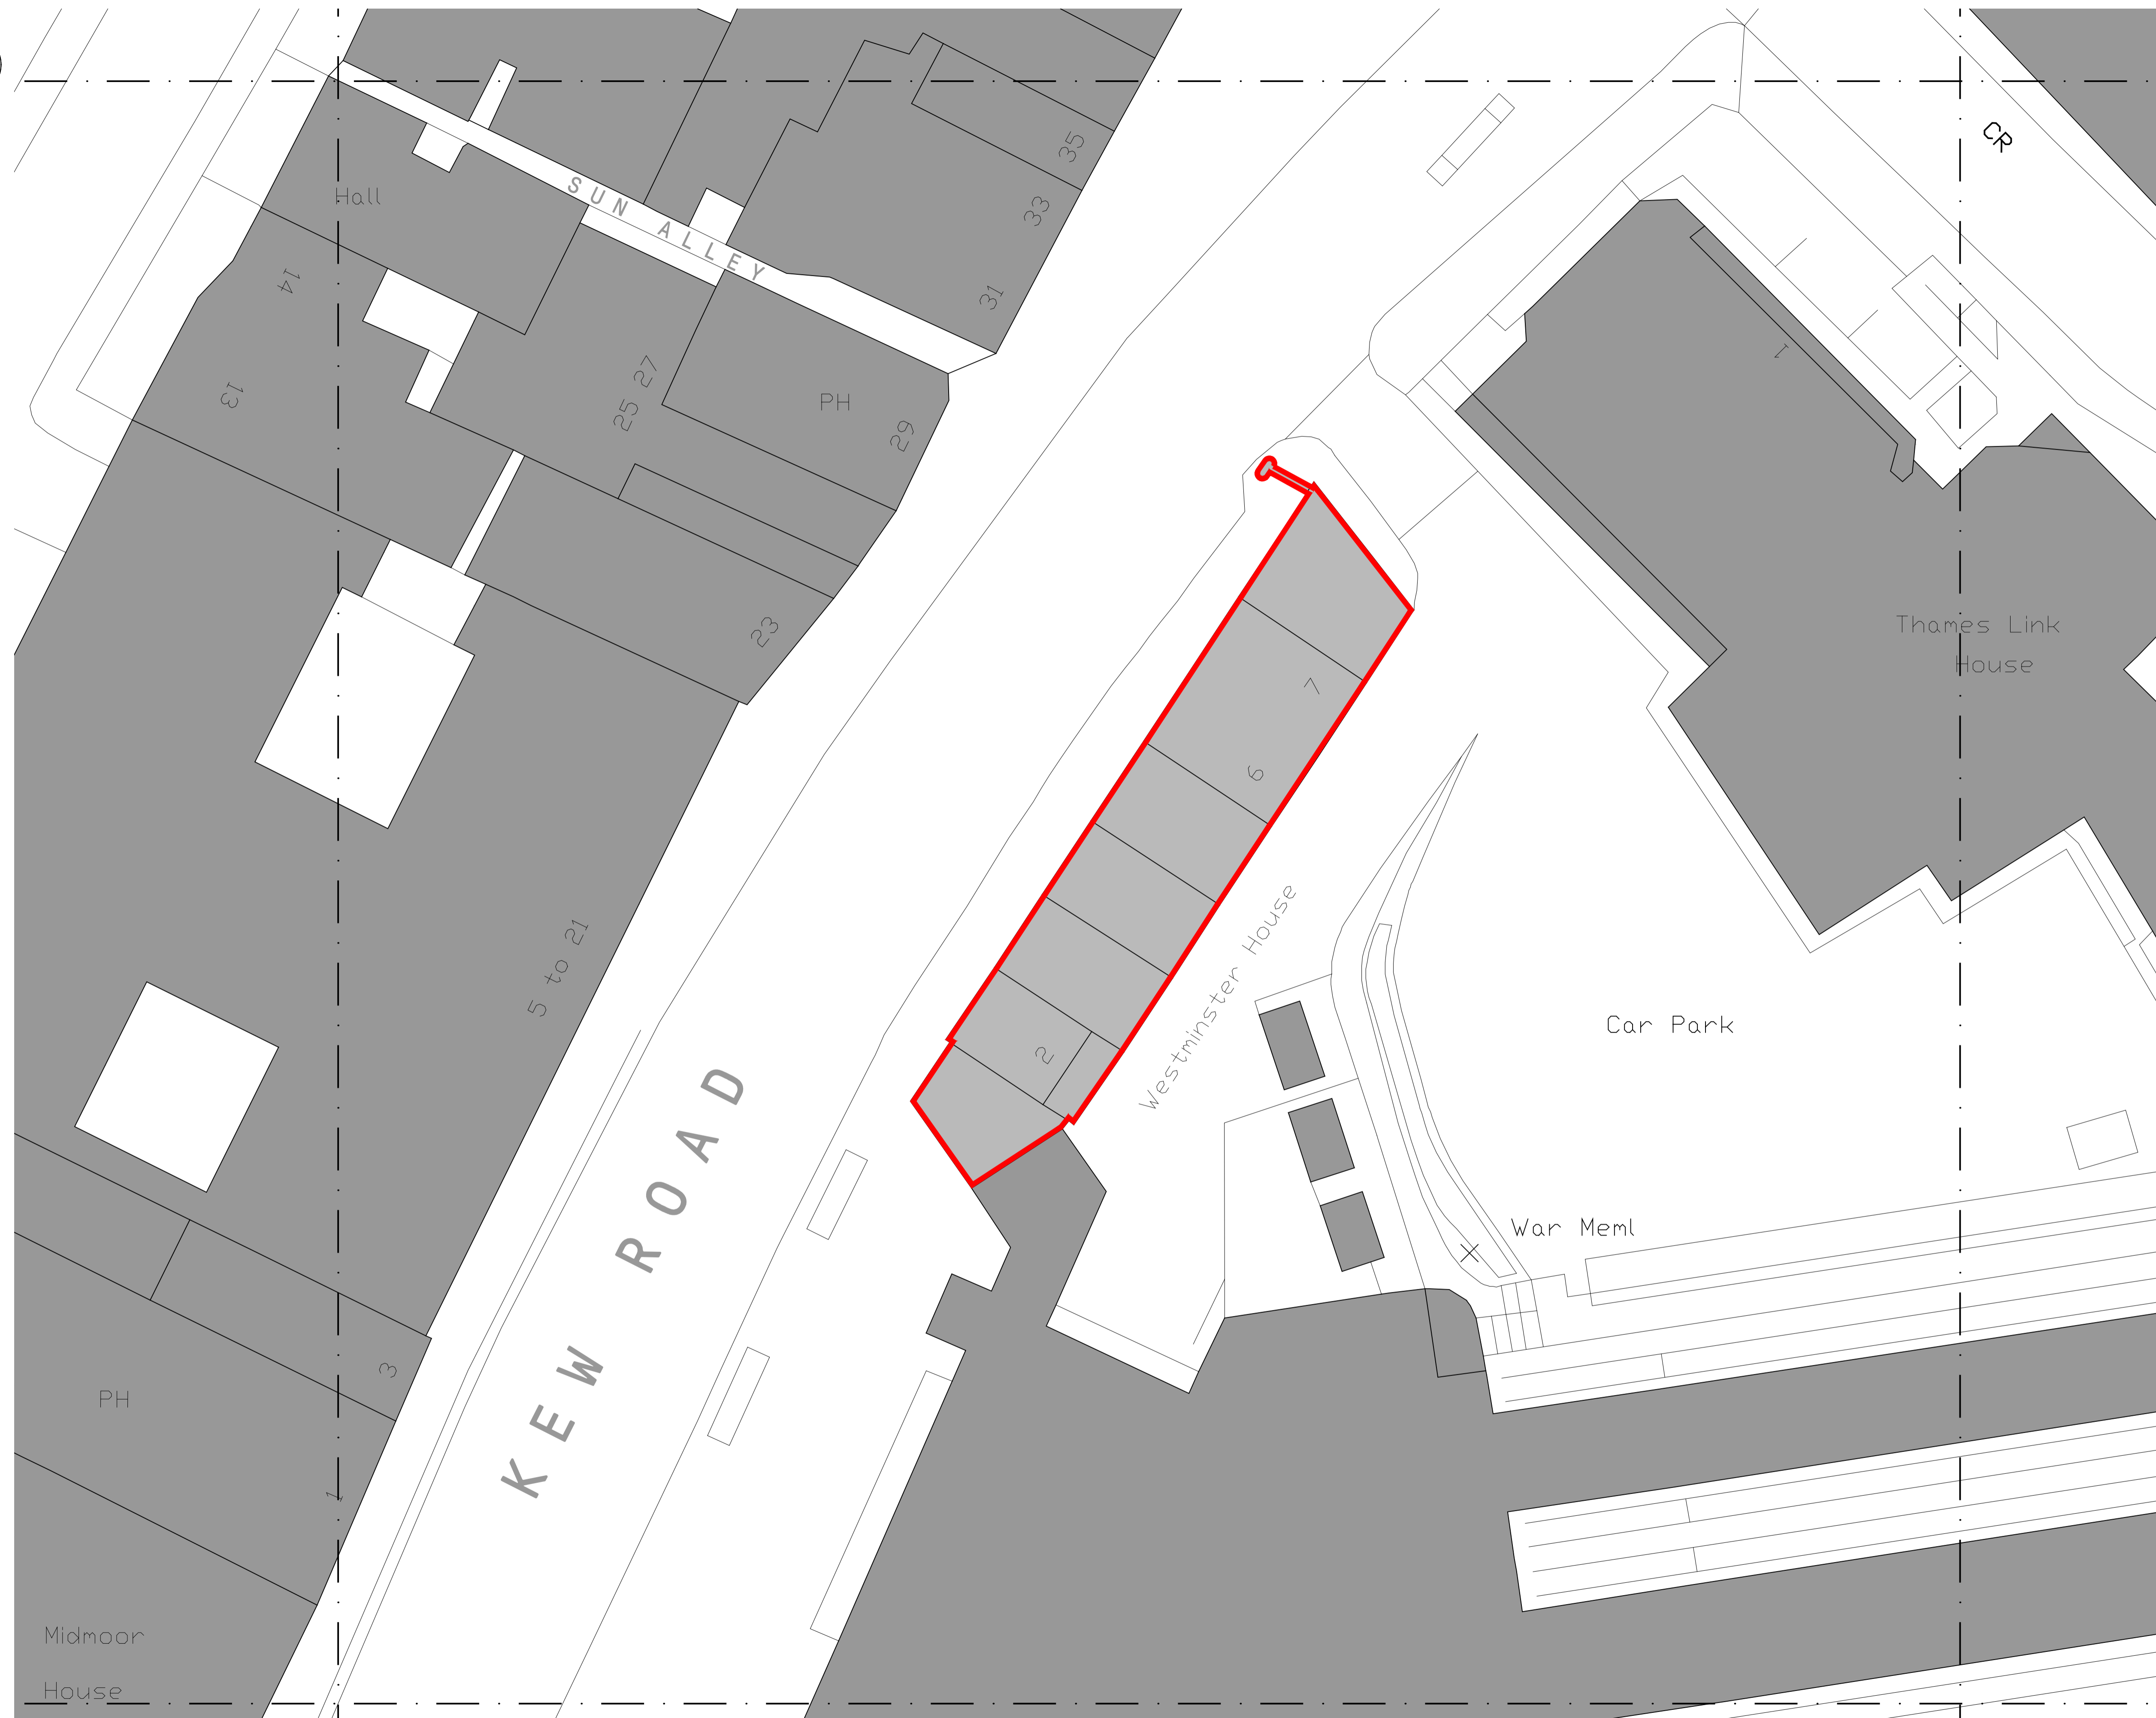 CR
35
Hall
SUN ALLEY
33
14
31
1
25 27
13
PH
29
23
Thames Link
House
7
6
5 to 21
Westminster House
Car Park
2
KEW ROAD
War Meml
3
PH
1
Midmoor
House